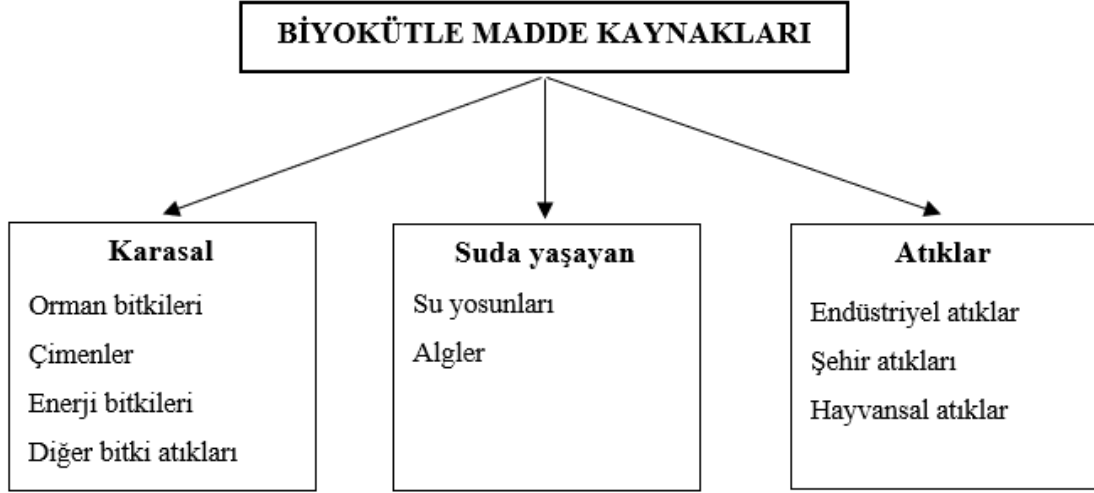 BİYOKÜTLE MADDE KAYNAKLARI
Karasal
Orman bitkileri
Çimenler
Enerji bitkileri
Diğer bitki atıkları
Suda yaşayan
Su yosunları
Algler
Atıklar
Endüstriyel atıklar
Şehir atıkları
Hayvansal atıklar